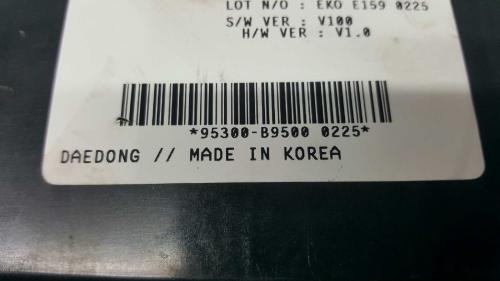 LOT N/O : EKO E159 0225
S/W VER : V100
H/W VER : V1.0
*95300-B9500 0225*
DAEDONG // MADE IN KOREA